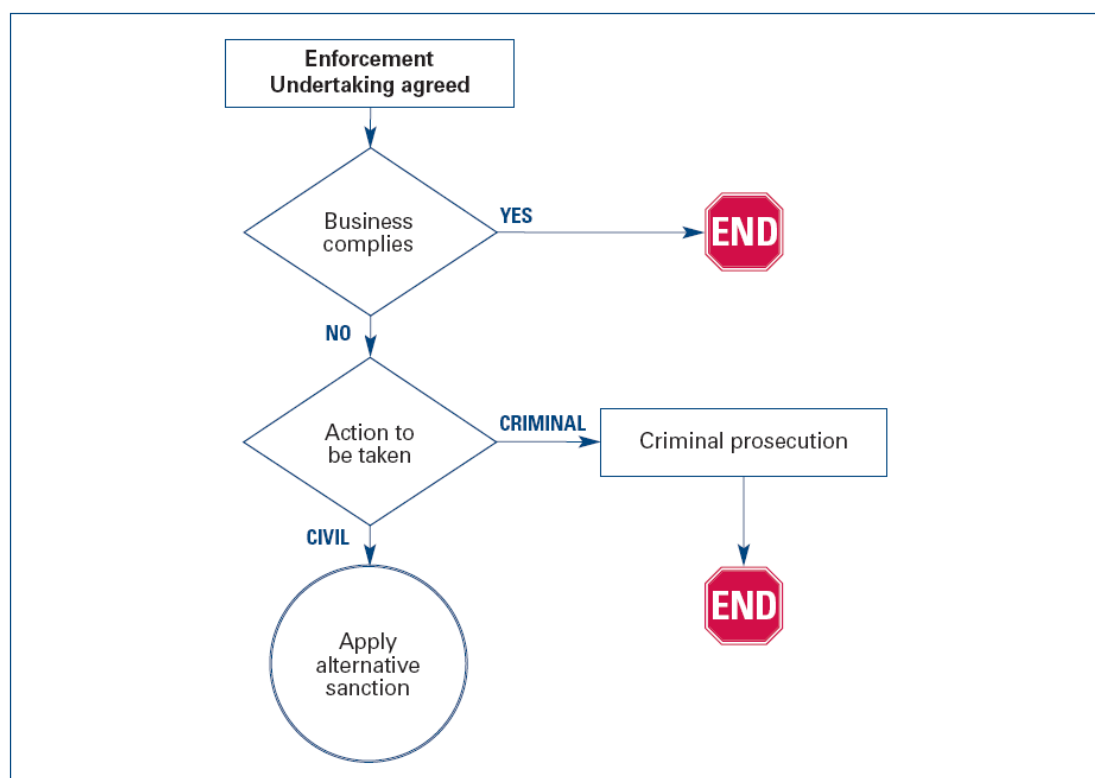 Enforcement
Undertaking agreed
Business
complies
YES
END
NO
Action to
be taken
CRIMINAL
Criminal prosecution
CIVIL
END
Apply
alternative
sanction